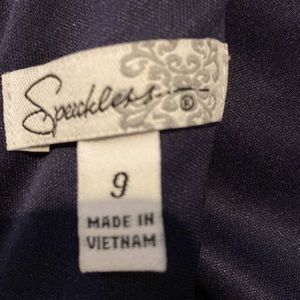 Speechless ®
9
MADE IN
VIETNAM